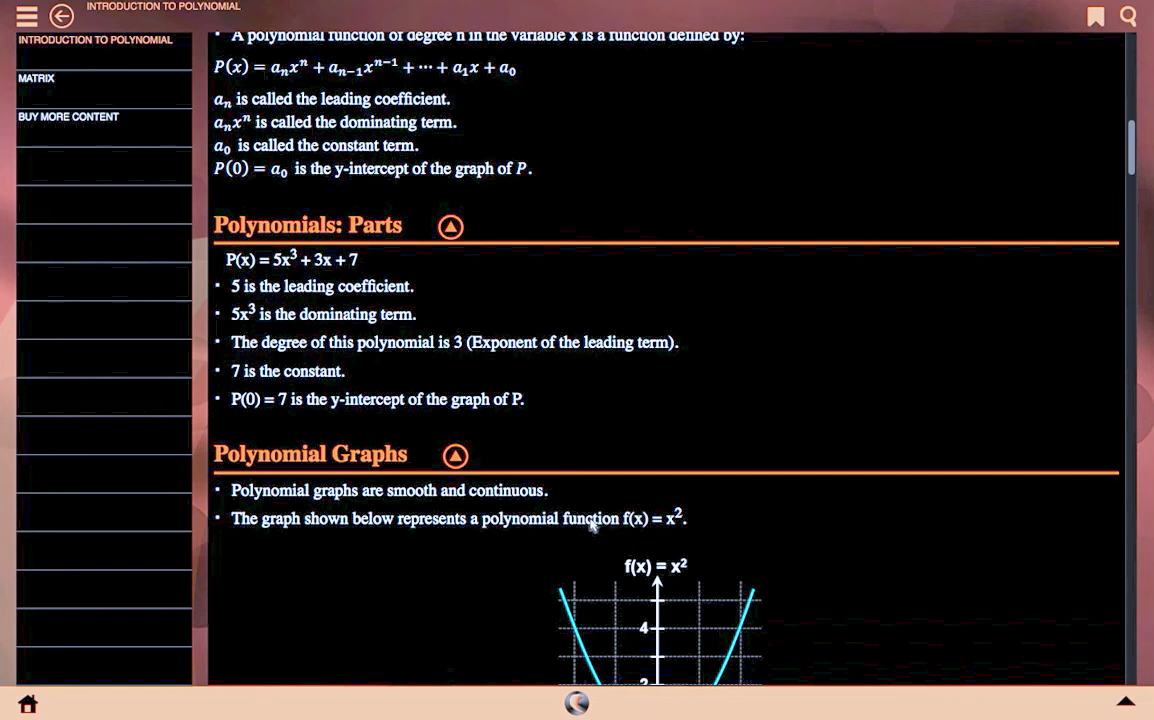 INTRODUCTION TO POLYNOMIAL
INTRODUCTION TO POLYNOMIAL
MATRIX
BUY MORE CONTENT
• A polynomial function of degree n in the variable x is a function defined by:
P(x) = aₙxⁿ + aₙ₋₁xⁿ⁻¹ + ⋯ + a₁x + a₀
aₙ is called the leading coefficient.
aₙxⁿ is called the dominating term.
a₀ is called the constant term.
P(0) = a₀ is the y-intercept of the graph of P.
Polynomials: Parts
P(x) = 5x³ + 3x + 7
• 5 is the leading coefficient.
• 5x³ is the dominating term.
• The degree of this polynomial is 3 (Exponent of the leading term).
• 7 is the constant.
• P(0) = 7 is the y-intercept of the graph of P.
Polynomial Graphs
• Polynomial graphs are smooth and continuous.
• The graph shown below represents a polynomial function f(x) = x².
f(x) = x²
4
2